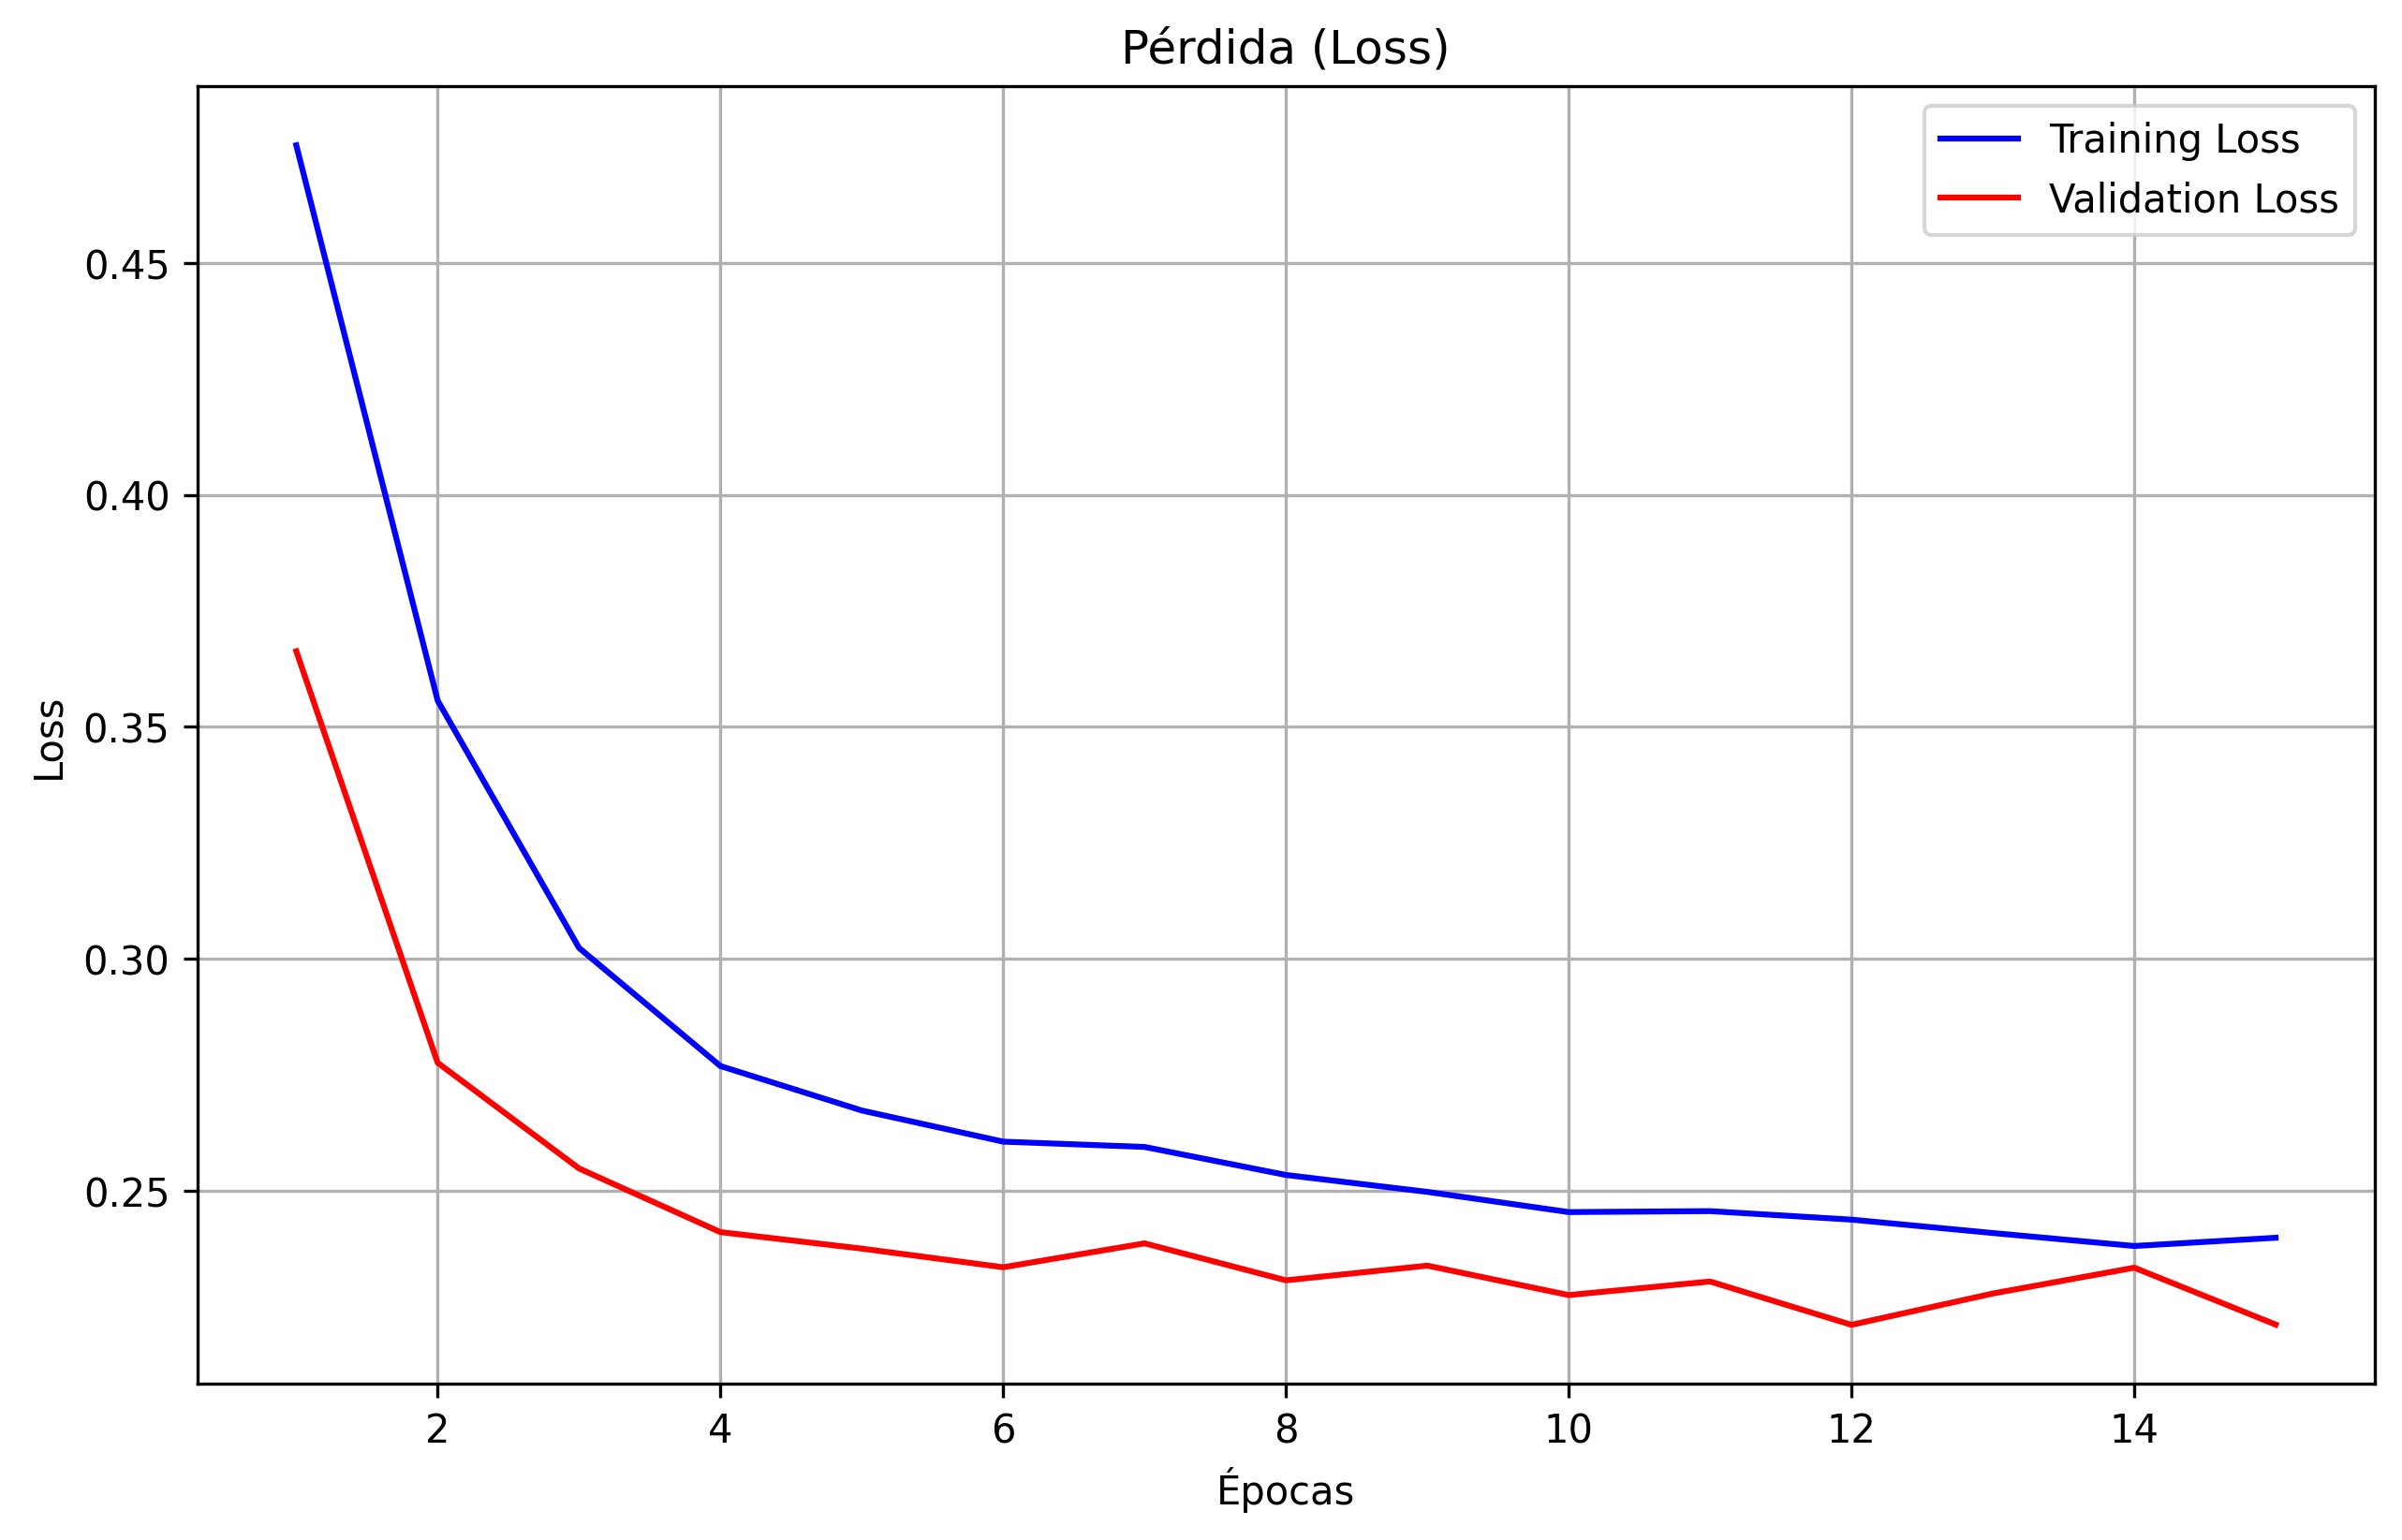 Pérdida (Loss)
Training Loss
Validation Loss
0.45
0.40
0.35
0.30
0.25
Loss
2 4 6 8 10 12 14
Épocas